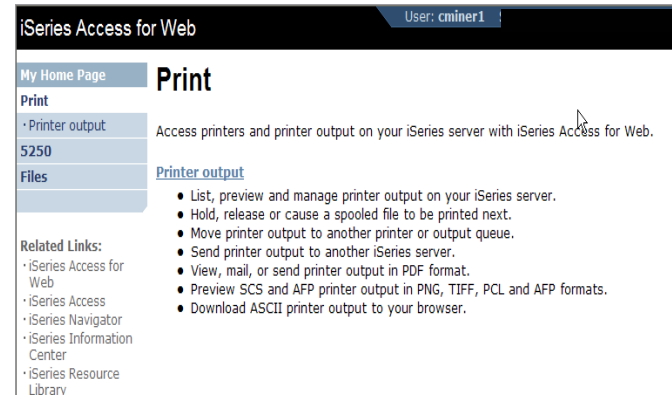 iSeries Access for Web
User: cminer1
My Home Page
Print
· Printer output
5250
Files
Related Links:
· iSeries Access for
Web
· iSeries Access
· iSeries Navigator
· iSeries Information
Center
· iSeries Resource
Library
Print
Access printers and printer output on your iSeries server with iSeries Access for Web.
Printer output
● List, preview and manage printer output on your iSeries server.
● Hold, release or cause a spooled file to be printed next.
● Move printer output to another printer or output queue.
● Send printer output to another iSeries server.
● View, mail, or send printer output in PDF format.
● Preview SCS and AFP printer output in PNG, TIFF, PCL and AFP formats.
● Download ASCII printer output to your browser.